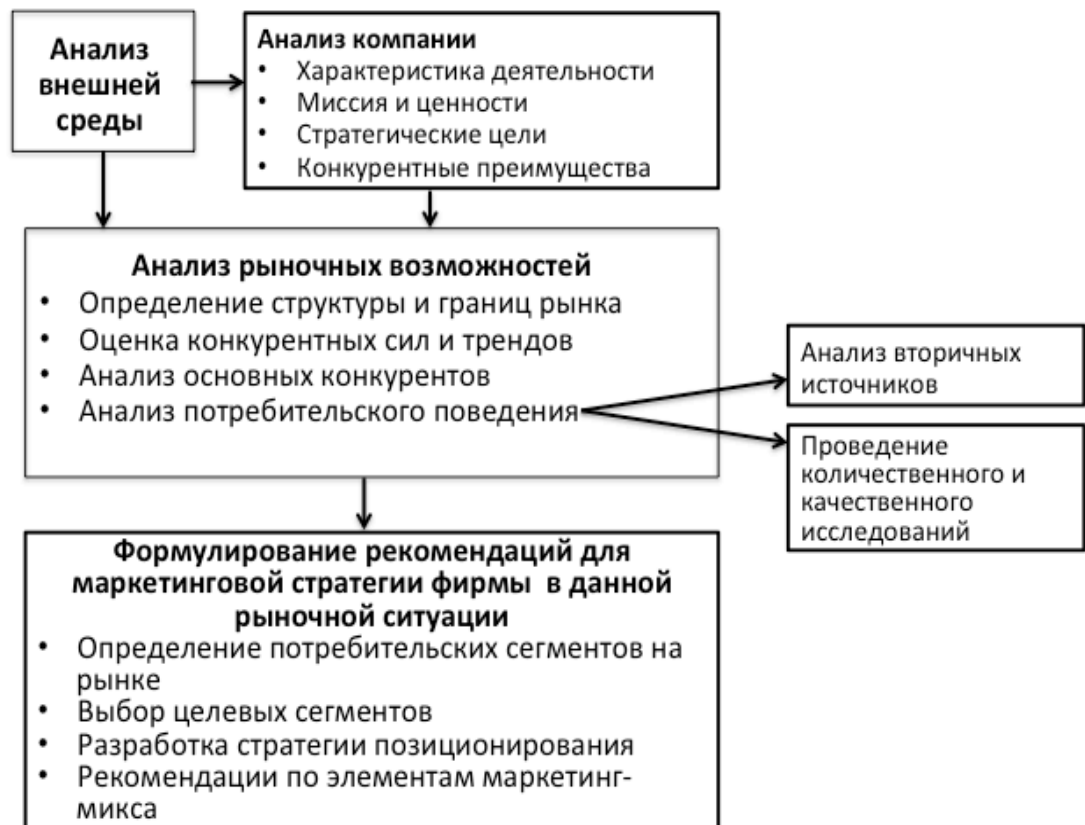 Анализ
внешней
среды
Анализ компании
• Характеристика деятельности
• Миссия и ценности
• Стратегические цели
• Конкурентные преимущества
Анализ рыночных возможностей
• Определение структуры и границ рынка
• Оценка конкурентных сил и трендов
• Анализ основных конкурентов
• Анализ потребительского поведения
Анализ вторичных
источников
Проведение
количественного и
качественного
исследований
Формулирование рекомендаций для
маркетинговой стратегии фирмы в данной
рыночной ситуации
• Определение потребительских сегментов на
рынке
• Выбор целевых сегментов
• Разработка стратегии позиционирования
• Рекомендации по элементам маркетинг-
микса